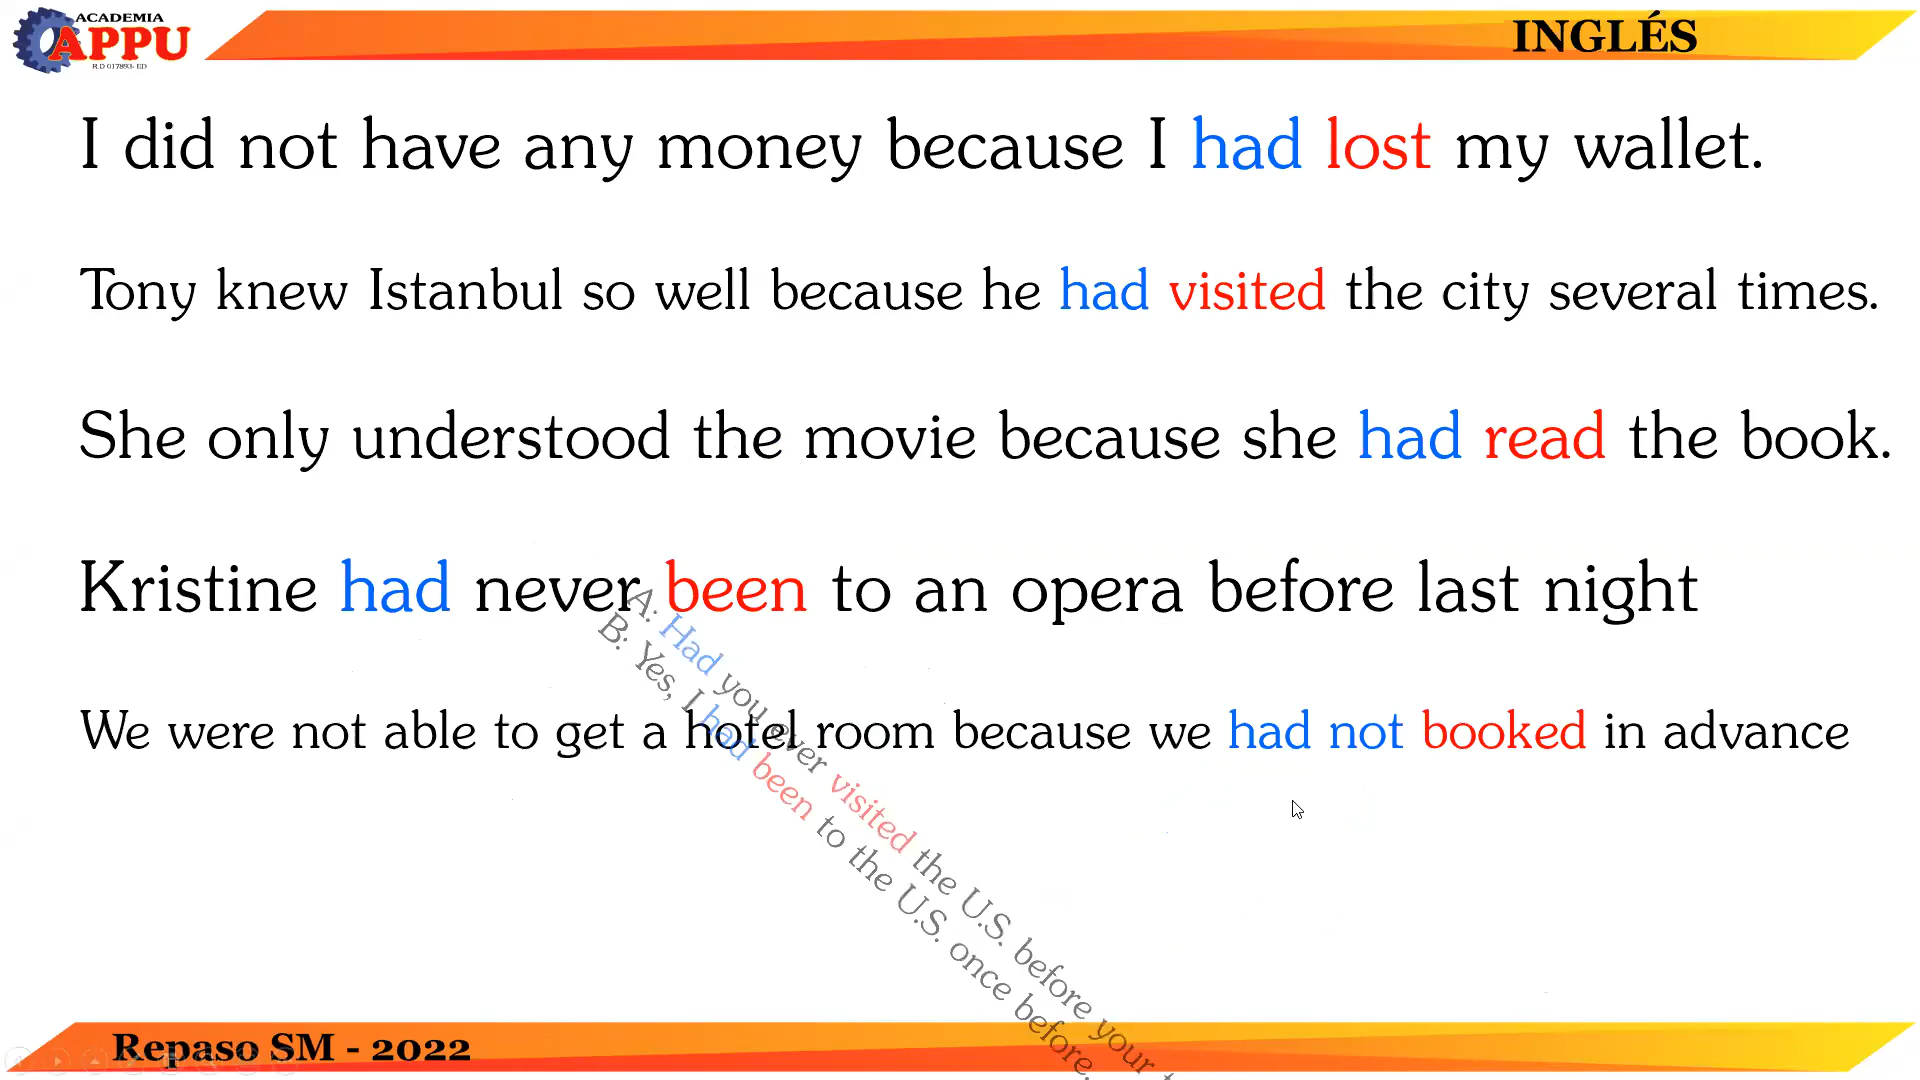 ACADEMIA
APPU
R.D 017893- ED
INGLÉS
I did not have any money because I had lost my wallet.
Tony knew Istanbul so well because he had visited the city several times.
She only understood the movie because she had read the book.
Kristine had never been to an opera before last night
We were not able to get a hotel room because we had not booked in advance
A: Had you ever visited the U.S. before your
B: Yes, I had been to the U.S. once before.
Repaso SM - 2022